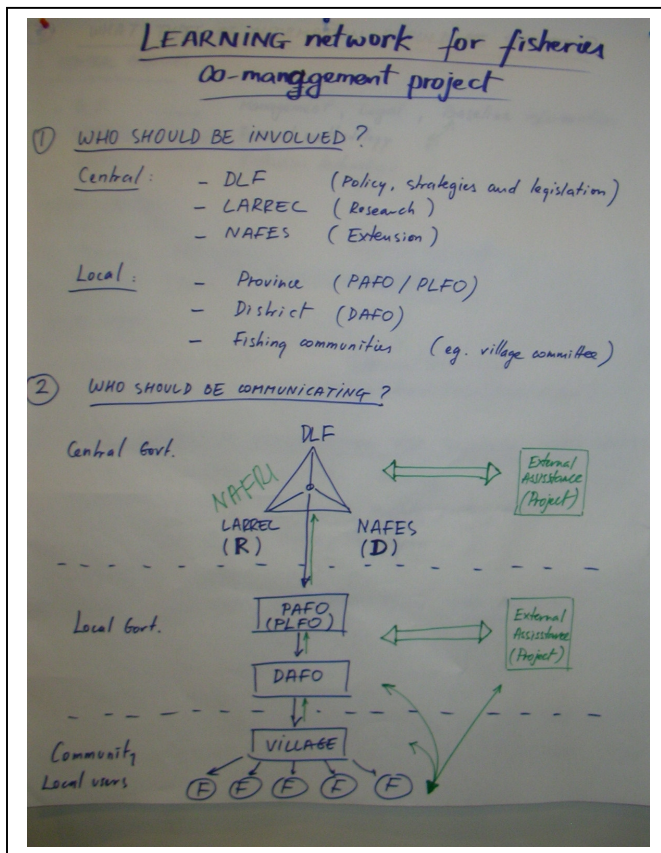 LEARNING network for fisheries
co-management project
1 WHO SHOULD BE INVOLVED?
Central: - DLF (Policy, strategies and legislation)
- LARREC (Research)
- NAFES (Extension)
Local: - Province (PAFO/PLFO)
- District (DAFO)
- Fishing communities (eg. village committee)
2 WHO SHOULD BE COMMUNICATING?
Central Govt.
DLF
NAFRI
LARREC
(R)
NAFES
(D)
External
Assistance
(Project)
Local Govt.
PAFO
(PLFO)
DAFO
External
Assisstance
(Project)
Community
Local users
VILLAGE
F F F F F